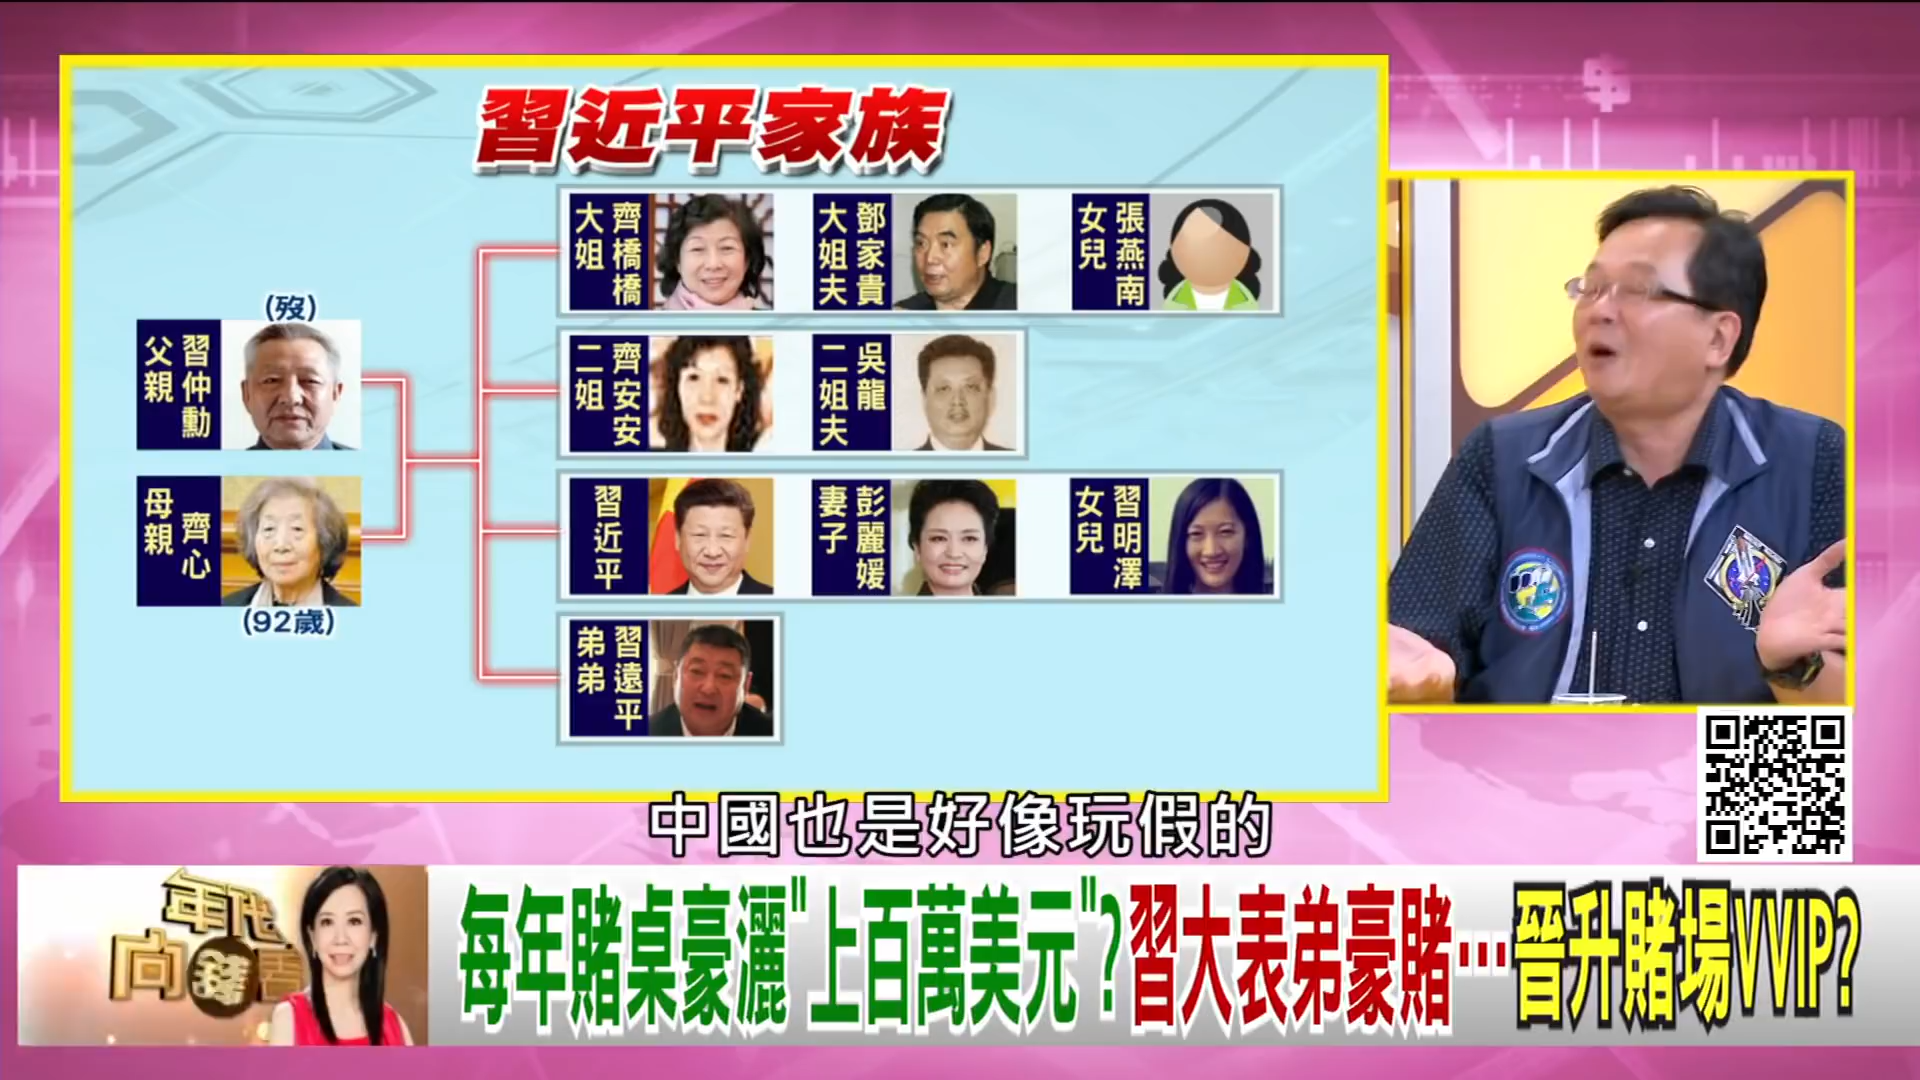 習近平家族
大姐 齊橋橋
大姐夫 鄧家貴
女兒 張燕南
二姐 齊安安
二姐夫 吳龍
(歿)
父親 習仲勳
母親 齊心
(92歲)
習近平
妻子 彭麗媛
女兒 習明澤
弟弟 習遠平
中國也是好像玩假的
年代向錢看
每年賭桌豪灑"上百萬美元"?習大表弟豪賭…晉升賭場VVIP?